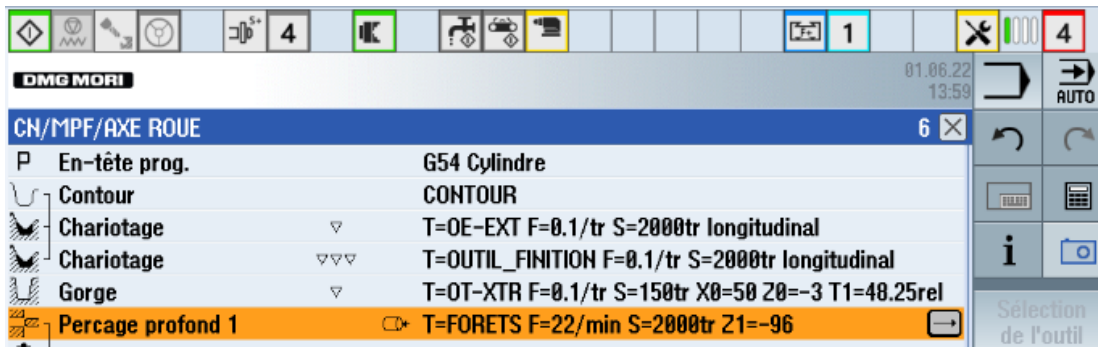 S+
4
1
4
DMG MORI
01.06.22
13:59
AUTO
CN/MPF/AXE ROUE 6
P En-tête prog. G54 Cylindre
Contour CONTOUR
Chariotage ▽ T=OE-EXT F=0.1/tr S=2000tr longitudinal
Chariotage ▽▽▽ T=OUTIL_FINITION F=0.1/tr S=2000tr longitudinal
Gorge ▽ T=OT-XTR F=0.1/tr S=150tr X0=50 Z0=-3 T1=48.25rel
Percage profond 1 T=FORETS F=22/min S=2000tr Z1=-96
i
Sélection
de l'outil